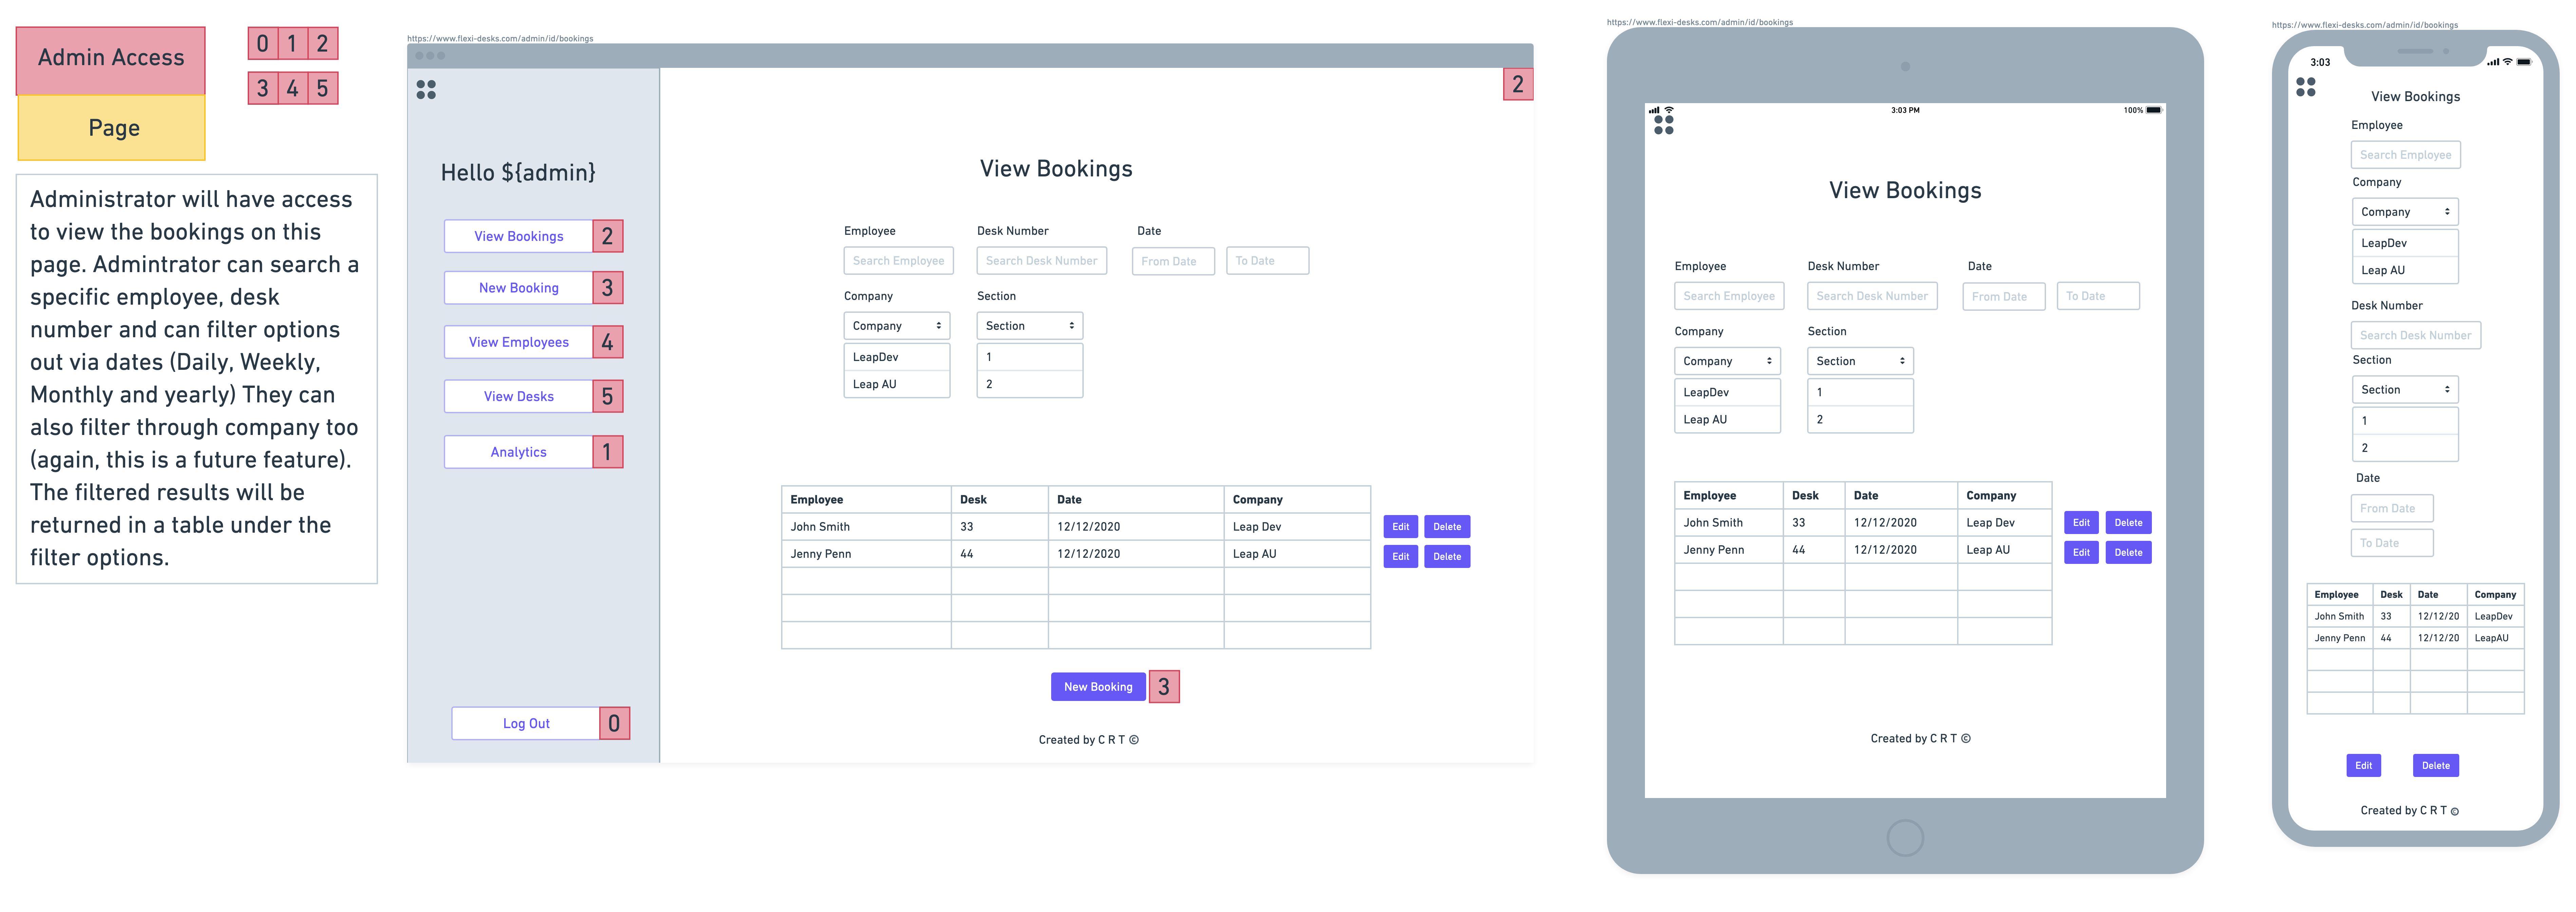 Admin Access
Page
0 1 2
3 4 5
Administrator will have access
to view the bookings on this
page. Admintrator can search a
specific employee, desk
number and can filter options
out via dates (Daily, Weekly,
Monthly and yearly) They can
also filter through company too
(again, this is a future feature).
The filtered results will be
returned in a table under the
filter options.
https://www.flexi-desks.com/admin/id/bookings
2
Hello ${admin}
View Bookings 2
New Booking 3
View Employees 4
View Desks 5
Analytics 1
Log Out 0
View Bookings
Employee Desk Number Date
Search Employee Search Desk Number From Date To Date
Company Section
Company Section
LeapDev 1
Leap AU 2
Employee Desk Date Company
John Smith 33 12/12/2020 Leap Dev Edit Delete
Jenny Penn 44 12/12/2020 Leap AU Edit Delete
New Booking 3
Created by C R T ©
https://www.flexi-desks.com/admin/id/bookings
3:03 PM 100%
View Bookings
Employee Desk Number Date
Search Employee Search Desk Number From Date To Date
Company Section
Company Section
LeapDev 1
Leap AU 2
Employee Desk Date Company
John Smith 33 12/12/2020 Leap Dev Edit Delete
Jenny Penn 44 12/12/2020 Leap AU Edit Delete
Created by C R T ©
https://www.flexi-desks.com/admin/id/bookings
3:03
View Bookings
Employee
Search Employee
Company
Company
LeapDev
Leap AU
Desk Number
Search Desk Number
Section
Section
1
2
Date
From Date
To Date
Employee Desk Date Company
John Smith 33 12/12/20 LeapDev
Jenny Penn 44 12/12/20 LeapAU
Edit Delete
Created by C R T ©